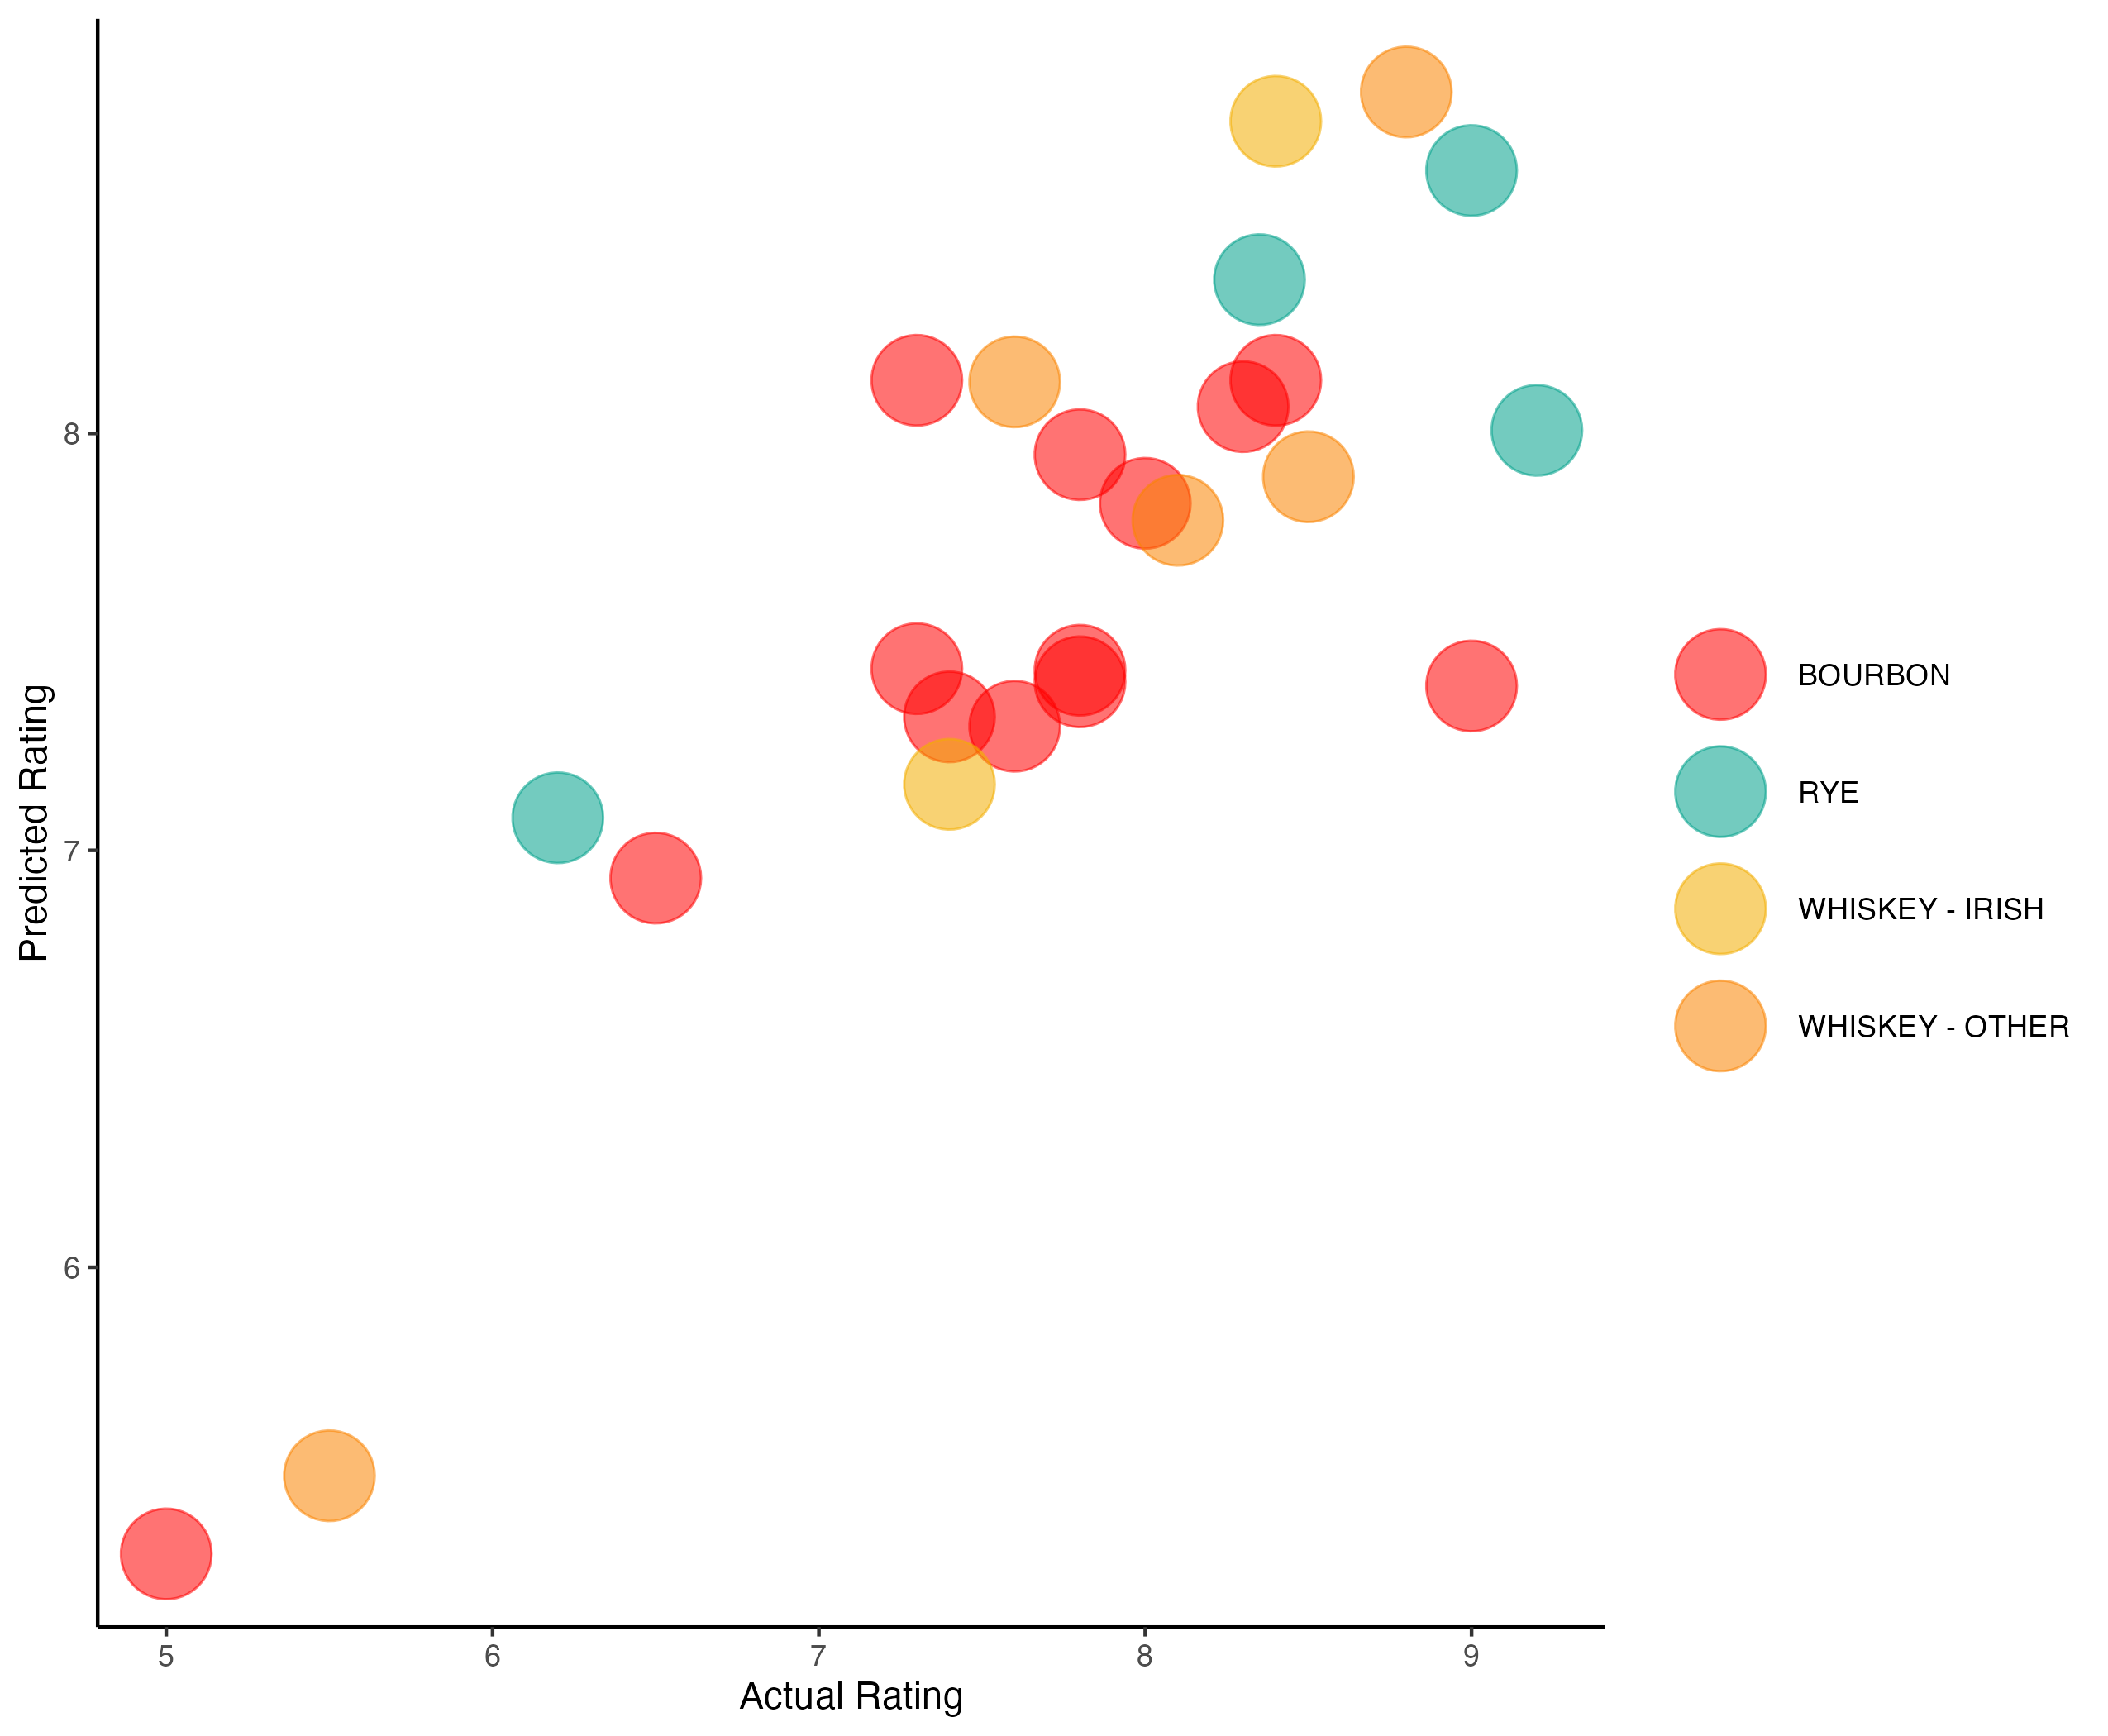 Predicted Rating
8
7
6
5 6 7 8 9
Actual Rating
BOURBON
RYE
WHISKEY - IRISH
WHISKEY - OTHER